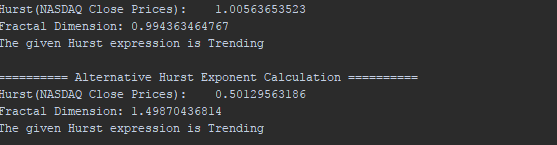 Hurst(NASDAQ Close Prices):    1.00563653523
Fractal Dimension: 0.994363464767
The given Hurst expression is Trending
========== Alternative Hurst Exponent Calculation ==========
Hurst(NASDAQ Close Prices):    0.50129563186
Fractal Dimension: 1.49870436814
The given Hurst expression is Trending